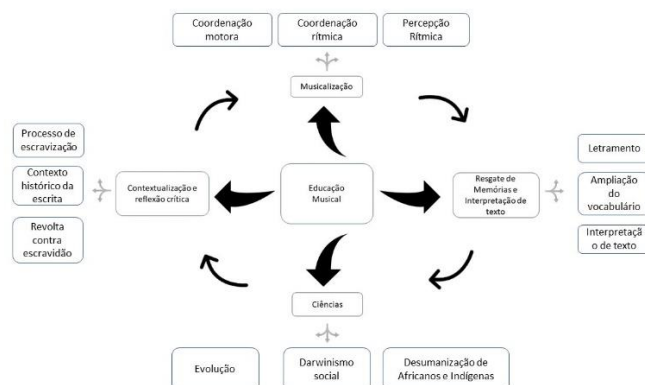 Coordenação
motora
Coordenação
rítmica
Percepção
Rítmica
Musicalização
Processo de
escravização
Contexto
histórico da
escrita
Revolta
contra
escravidão
Contextualização e
reflexão crítica
Educação
Musical
Resgate de
Memórias e
Interpretação de
texto
Letramento
Ampliação
do
vocabulário
Interpretaçã
o de texto
Ciências
Evolução
Darwinismo
social
Desumanização de
Africanos e Indígenas